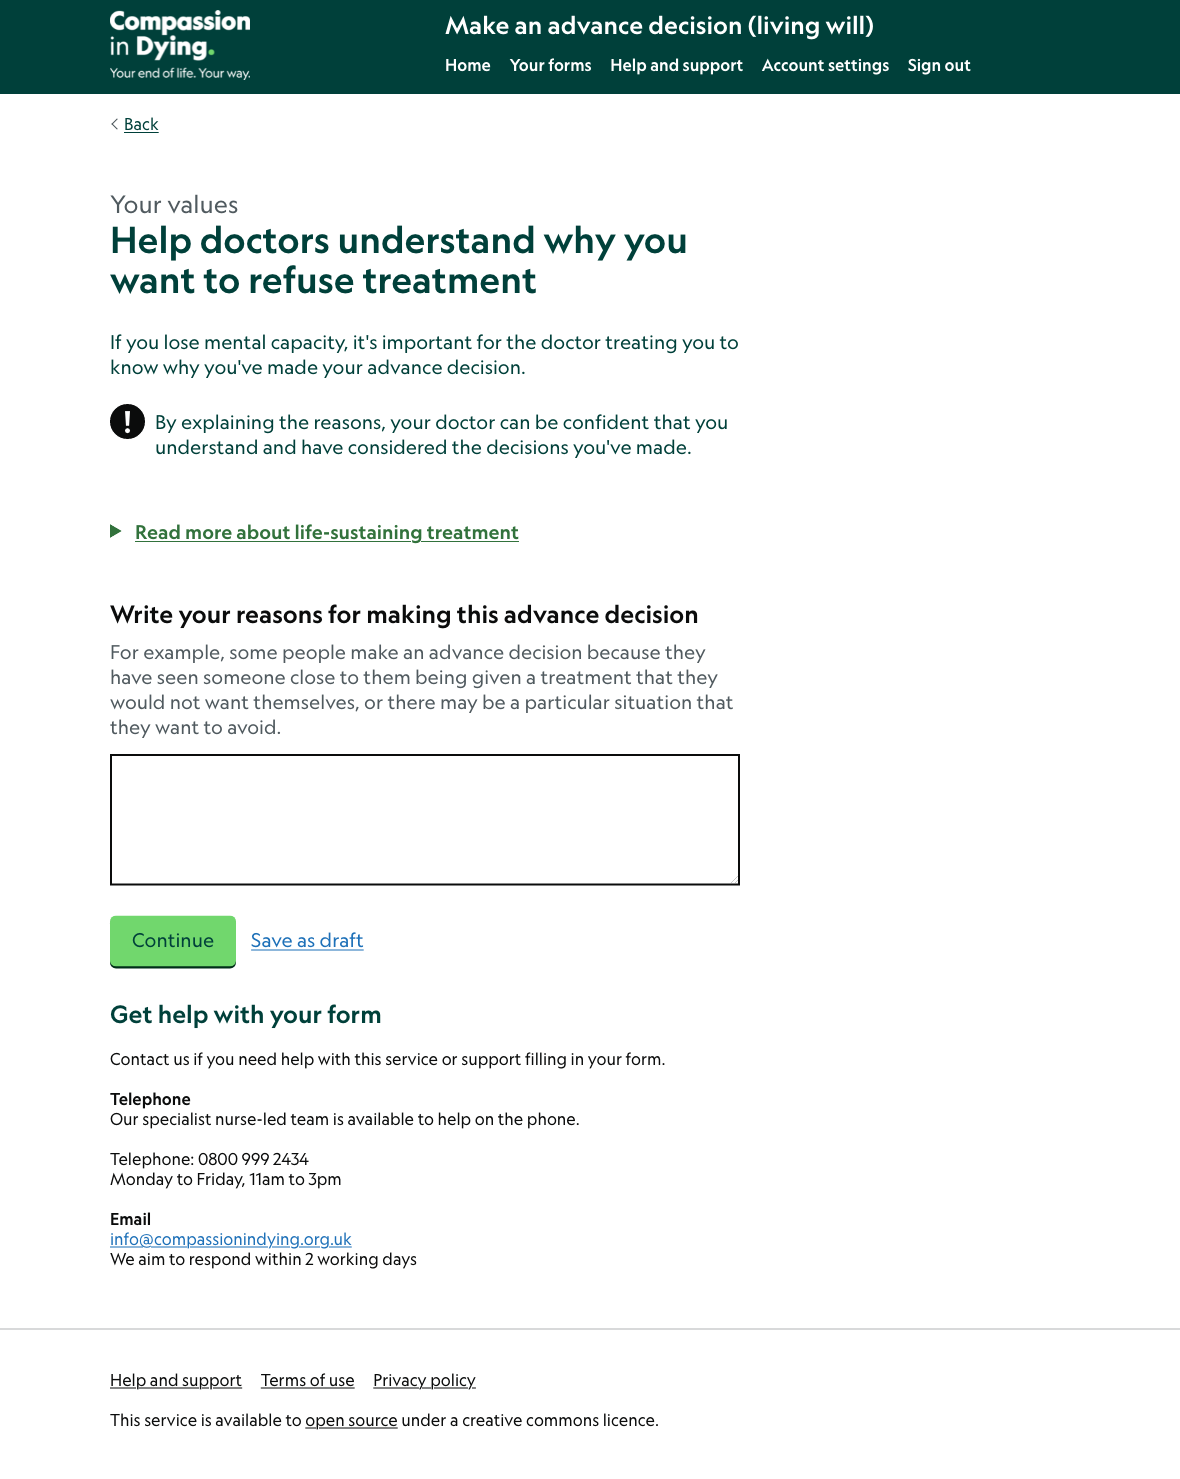 Compassion
in Dying.
Your end of life. Your way.
Make an advance decision (living will)
Home Your forms Help and support Account settings Sign out
Back
Your values
Help doctors understand why you
want to refuse treatment
If you lose mental capacity, it's important for the doctor treating you to
know why you've made your advance decision.
! By explaining the reasons, your doctor can be confident that you
understand and have considered the decisions you've made.
Read more about life-sustaining treatment
Write your reasons for making this advance decision
For example, some people make an advance decision because they
have seen someone close to them being given a treatment that they
would not want themselves, or there may be a particular situation that
they want to avoid.
Continue Save as draft
Get help with your form
Contact us if you need help with this service or support filling in your form.
Telephone
Our specialist nurse-led team is available to help on the phone.
Telephone: 0800 999 2434
Monday to Friday, 11am to 3pm
Email
info@compassionindying.org.uk
We aim to respond within 2 working days
Help and support Terms of use Privacy policy
This service is available to open source under a creative commons licence.